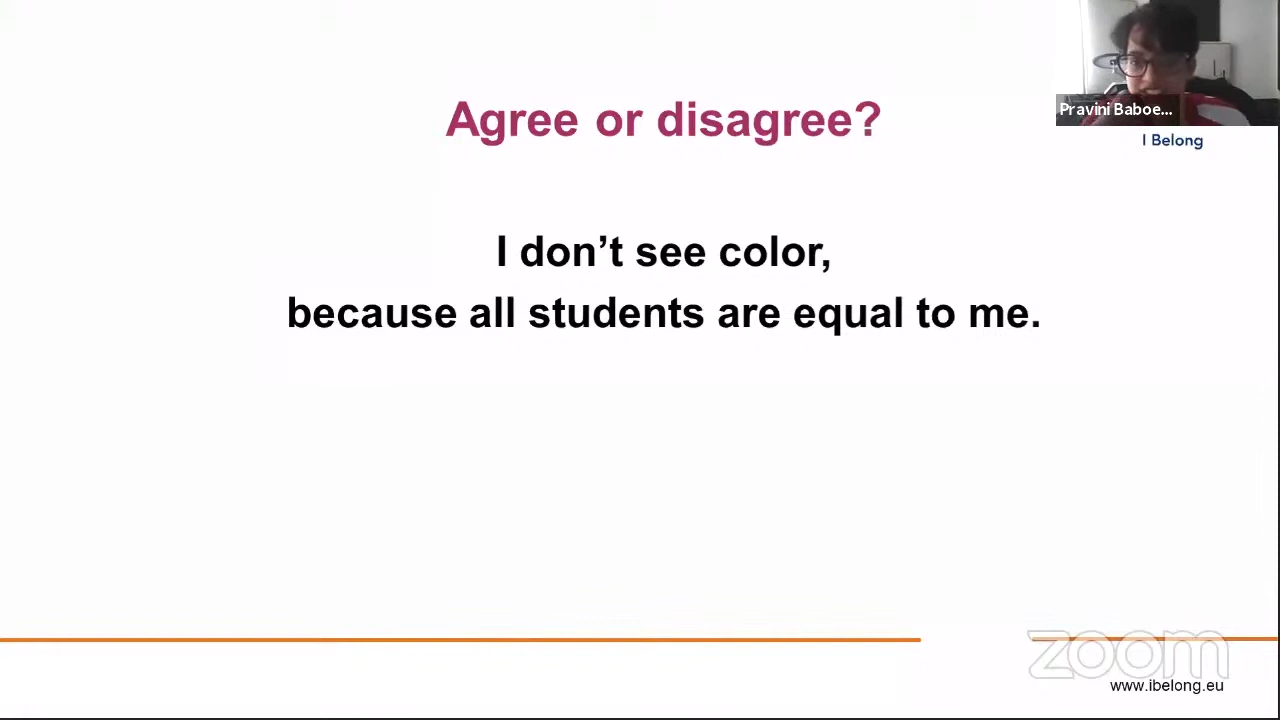 Agree or disagree?
Pravini Baboe...
I Belong
I don’t see color,
because all students are equal to me.
zoom
www.ibelong.eu